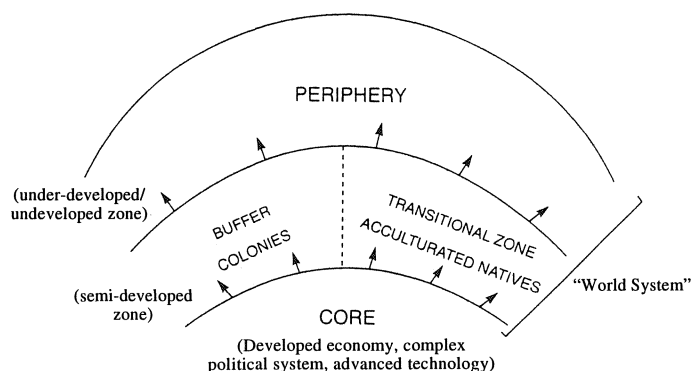 PERIPHERY
(under-developed/
undeveloped zone)
BUFFER
COLONIES
TRANSITIONAL ZONE
ACCULTURATED NATIVES
(semi-developed
zone)
"World System"
CORE
(Developed economy, complex
political system, advanced technology)